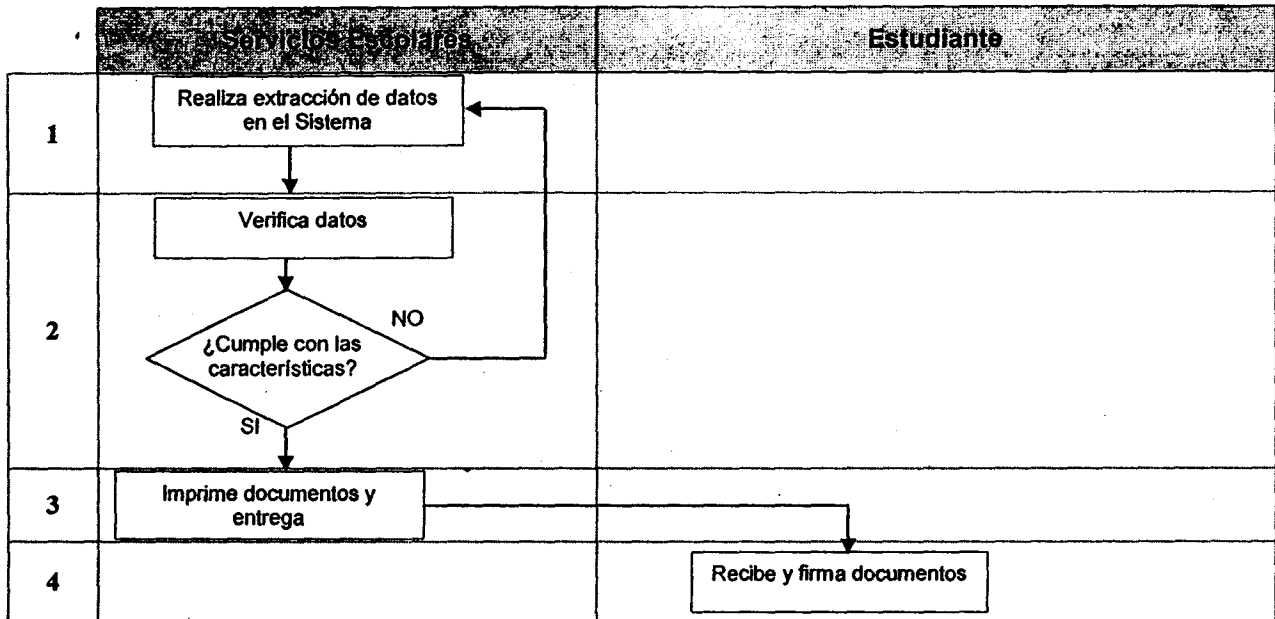 Servicios Escolares
Estudiante
1
Realiza extracción de datos
en el Sistema
2
Verifica datos
¿Cumple con las
características?
NO
SI
3
Imprime documentos y
entrega
4
Recibe y firma documentos